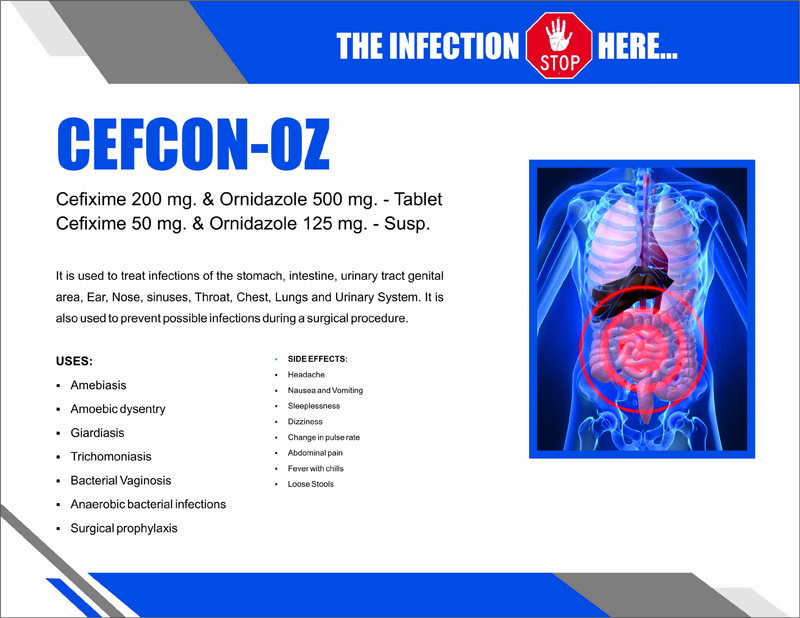 THE INFECTION STOP HERE...
CEFCON-OZ
Cefixime 200 mg. & Ornidazole 500 mg. - Tablet
Cefixime 50 mg. & Ornidazole 125 mg. - Susp.
It is used to treat infections of the stomach, intestine, urinary tract genital
area, Ear, Nose, sinuses, Throat, Chest, Lungs and Urinary System. It is
also used to prevent possible infections during a surgical procedure.
USES:
▪ Amebiasis
▪ Amoebic dysentry
▪ Giardiasis
▪ Trichomoniasis
▪ Bacterial Vaginosis
▪ Anaerobic bacterial infections
▪ Surgical prophylaxis
• SIDE EFFECTS:
• Headache
• Nausea and Vomiting
• Sleeplessness
• Dizziness
• Change in pulse rate
• Abdominal pain
• Fever with chills
• Loose Stools